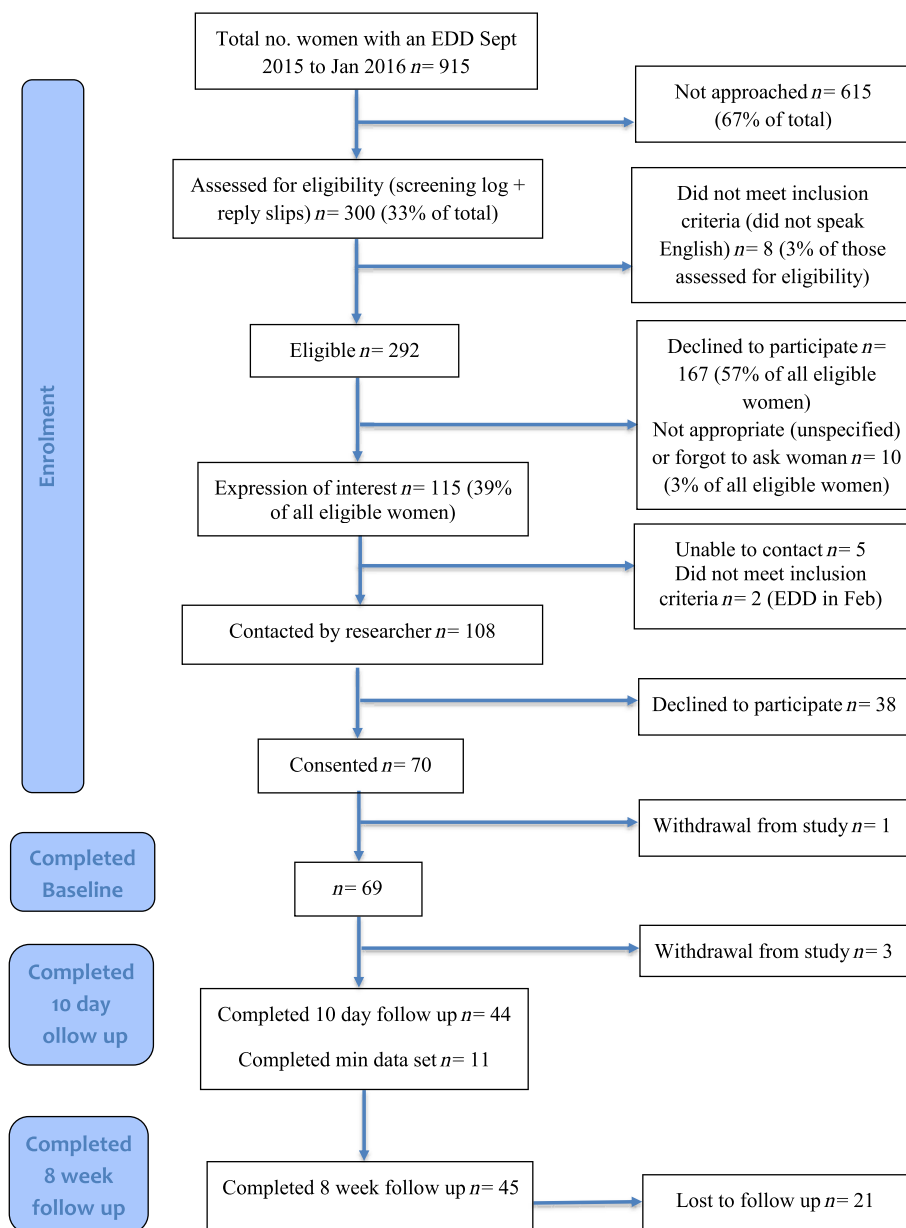 Total no. women with an EDD Sept
2015 to Jan 2016 n= 915
Not approached n= 615
(67% of total)
Assessed for eligibility (screening log +
reply slips) n= 300 (33% of total)
Did not meet inclusion
criteria (did not speak
English) n= 8 (3% of those
assessed for eligibility)
Eligible n= 292
Declined to participate n=
167 (57% of all eligible
women)
Not appropriate (unspecified)
or forgot to ask woman n= 10
(3% of all eligible women)
Enrolment
Expression of interest n= 115 (39%
of all eligible women)
Unable to contact n= 5
Did not meet inclusion
criteria n= 2 (EDD in Feb)
Contacted by researcher n= 108
Declined to participate n= 38
Consented n= 70
Withdrawal from study n= 1
Completed
Baseline
n= 69
Withdrawal from study n= 3
Completed
10 day
ollow up
Completed 10 day follow up n= 44
Completed min data set n= 11
Completed
8 week
follow up
Completed 8 week follow up n= 45
Lost to follow up n= 21